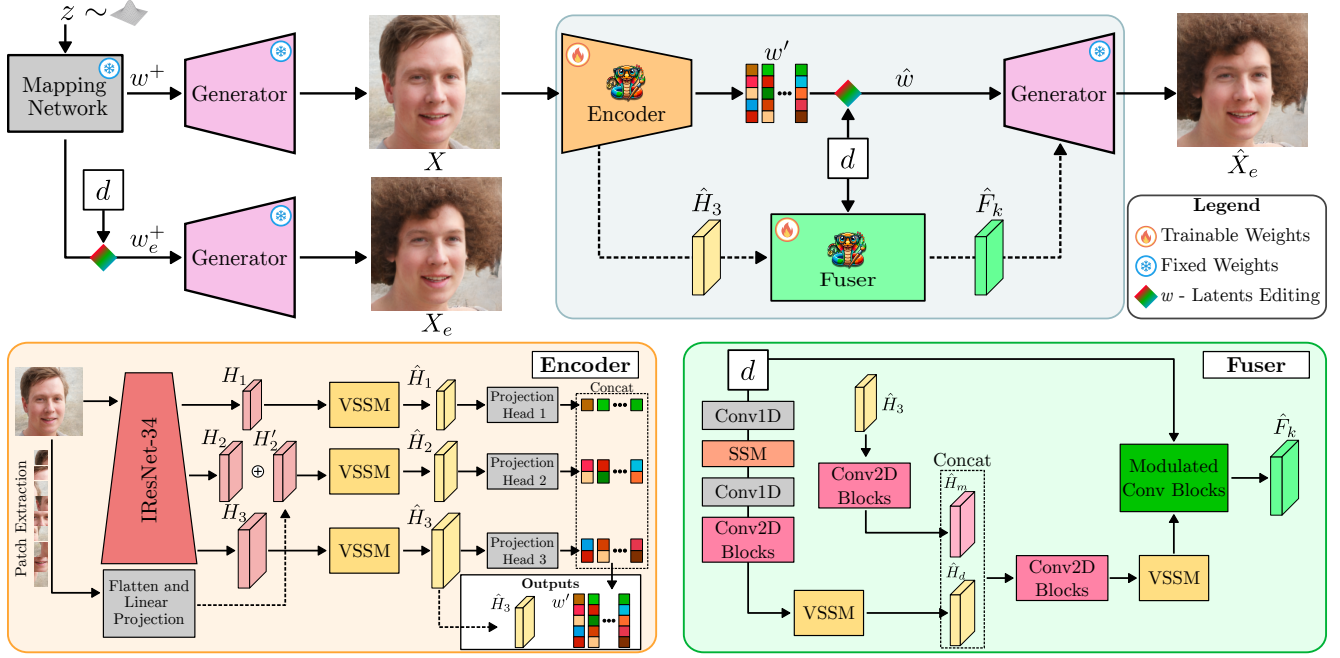 z ∼
Mapping
Network
w⁺
Generator
X
d
w⁺ₑ
Generator
Xₑ
Encoder
w′
ŵ
d
Generator
X̂ₑ
Ĥ₃
Fuser
F̂ₖ
Legend
Trainable Weights
Fixed Weights
w - Latents Editing
Encoder
Patch Extraction
IResNet-34
Flatten and
Linear
Projection
H₁
VSSM
Ĥ₁
Projection
Head 1
Concat
H₂
⊕
H₂′
VSSM
Ĥ₂
Projection
Head 2
H₃
VSSM
Ĥ₃
Projection
Head 3
Outputs
Ĥ₃
w′
Fuser
d
Conv1D
SSM
Conv1D
Conv2D
Blocks
VSSM
Ĥ₃
Conv2D
Blocks
Concat
Ĥₘ
Ĥ_d
Conv2D
Blocks
VSSM
Modulated
Conv Blocks
F̂ₖ